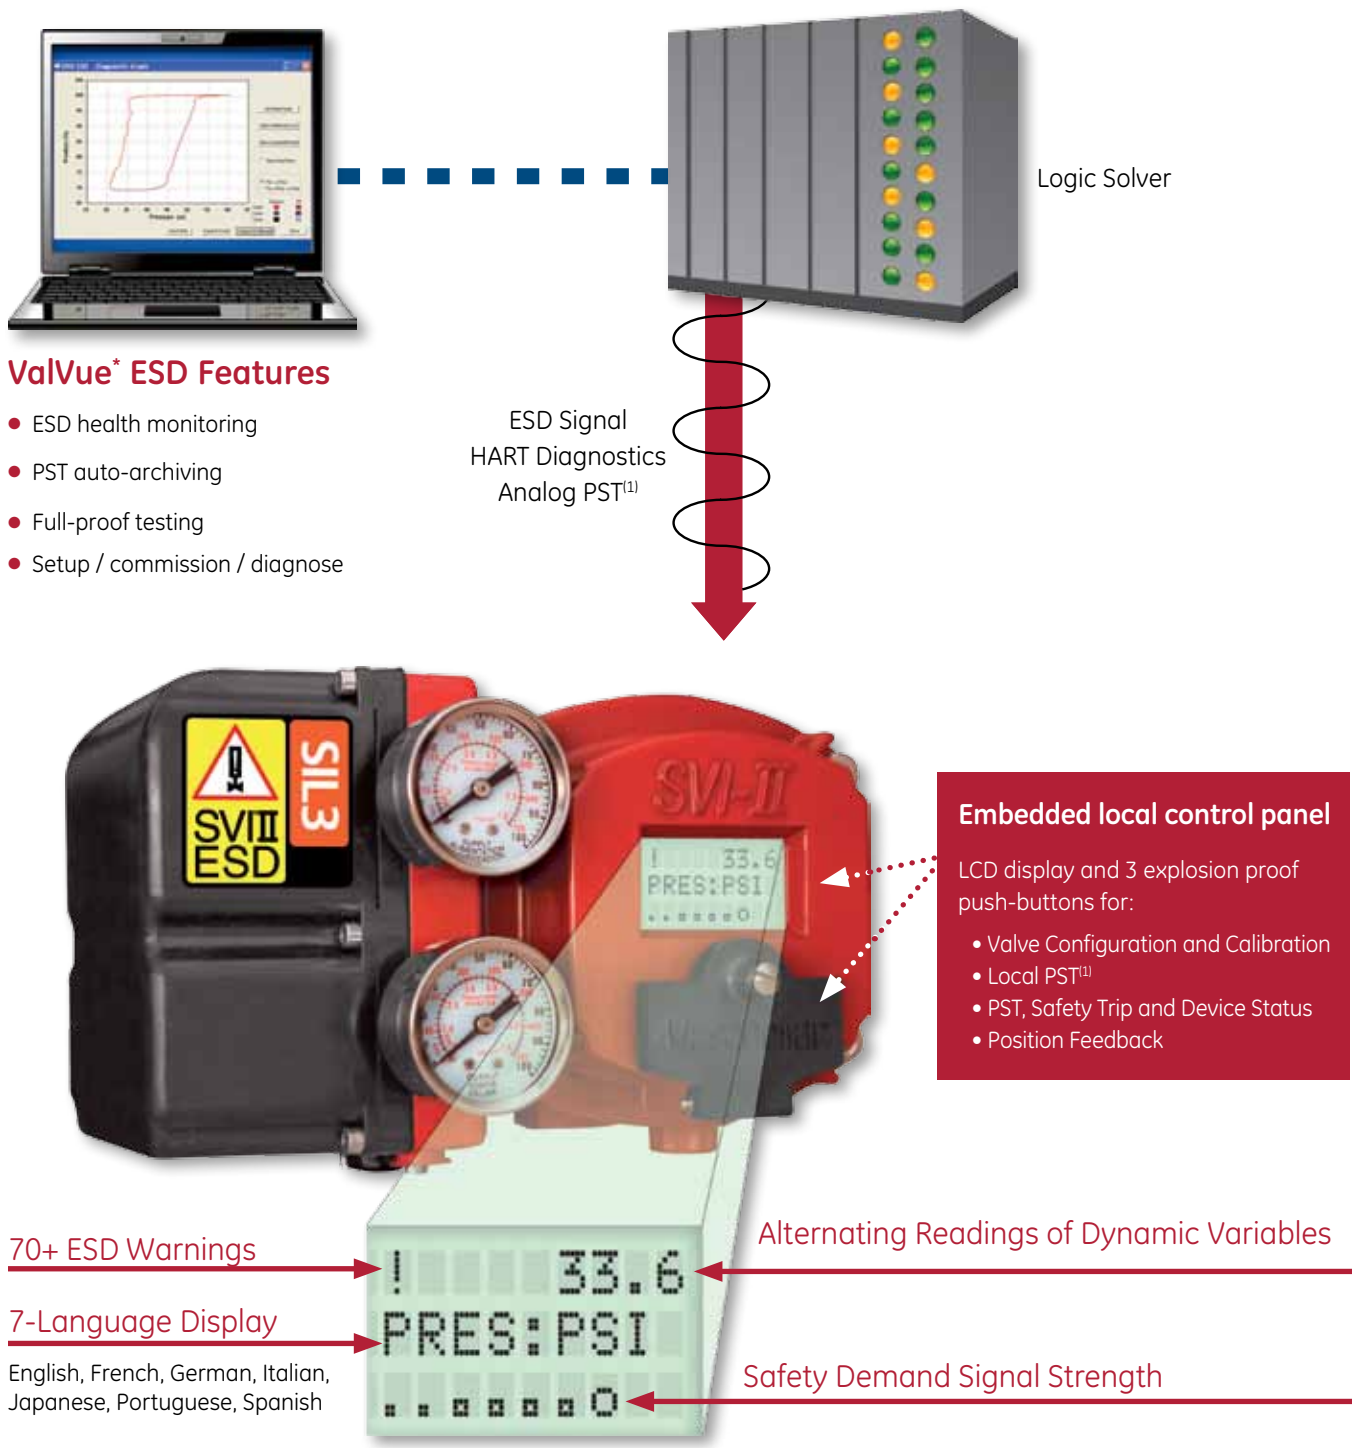 Logic Solver
ValVue* ESD Features
• ESD health monitoring
• PST auto-archiving
• Full-proof testing
• Setup / commission / diagnose
ESD Signal
HART Diagnostics
Analog PST(1)
SVI II
ESD
SIL3
SVI-II
! 33.6
PRES:PSI
Embedded local control panel
LCD display and 3 explosion proof
push-buttons for:
• Valve Configuration and Calibration
• Local PST(1)
• PST, Safety Trip and Device Status
• Position Feedback
70+ ESD Warnings
7-Language Display
English, French, German, Italian,
Japanese, Portuguese, Spanish
! 33.6
PRES:PSI
Alternating Readings of Dynamic Variables
Safety Demand Signal Strength